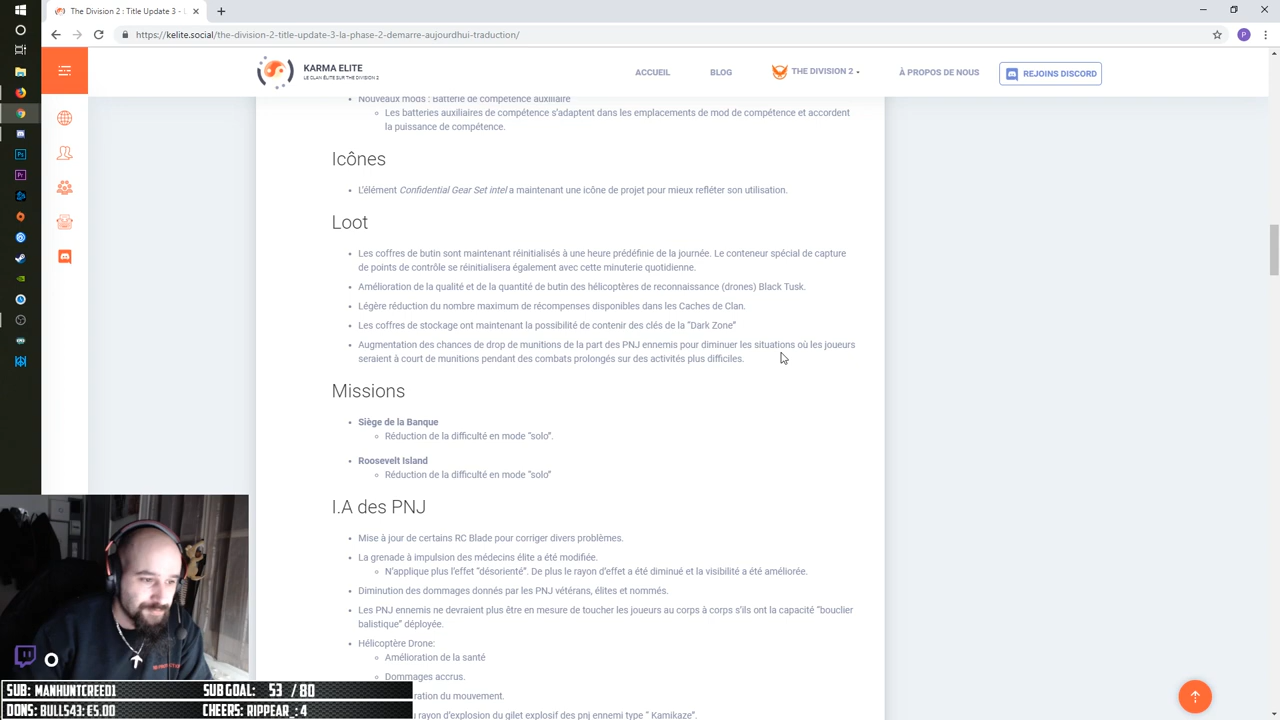 The Division 2 : Title Update 3 - L
https://kelite.social/the-division-2-title-update-3-la-phase-2-demarre-aujourdhui-traduction/
P
KARMA ELITE
LE CLAN ÉLITE SUR THE DIVISION 2
ACCUEIL
BLOG
THE DIVISION 2
À PROPOS DE NOUS
REJOINS DISCORD
Nouveaux mods : Batterie de compétence auxiliaire
Les batteries auxiliaires de compétence s'adaptent dans les emplacements de mod de compétence et accordent
la puissance de compétence.
Icônes
L'élément Confidential Gear Set intel a maintenant une icône de projet pour mieux refléter son utilisation.
Loot
Les coffres de butin sont maintenant réinitialisés à une heure prédéfinie de la journée. Le conteneur spécial de capture
de points de contrôle se réinitialisera également avec cette minuterie quotidienne.
Amélioration de la qualité et de la quantité de butin des hélicoptères de reconnaissance (drones) Black Tusk.
Légère réduction du nombre maximum de récompenses disponibles dans les Caches de Clan.
Les coffres de stockage ont maintenant la possibilité de contenir des clés de la "Dark Zone"
Augmentation des chances de drop de munitions de la part des PNJ ennemis pour diminuer les situations où les joueurs
seraient à court de munitions pendant des combats prolongés sur des activités plus difficiles.
Missions
Siège de la Banque
Réduction de la difficulté en mode "solo".
Roosevelt Island
Réduction de la difficulté en mode "solo"
I.A des PNJ
Mise à jour de certains RC Blade pour corriger divers problèmes.
La grenade à impulsion des médecins élite a été modifiée.
N'applique plus l'effet "désorienté". De plus le rayon d'effet a été diminué et la visibilité a été améliorée.
Diminution des dommages donnés par les PNJ vétérans, élites et nommés.
Les PNJ ennemis ne devraient plus être en mesure de toucher les joueurs au corps à corps s'ils ont la capacité "bouclier
balistique" déployée.
Hélicoptère Drone:
Amélioration de la santé
Dommages accrus.
ration du mouvement.
rayon d'explosion du gilet explosif des pnj ennemi type " Kamikaze".
SUB: MANHUNTCREED1
SUB GOAL: 53 / 80
DONS: BULLS43: €5.00
CHEERS: RIPPEAR_: 4